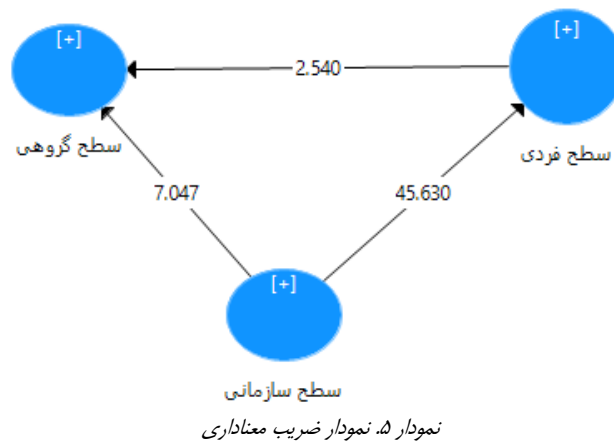 [+]
[+]
2.540
سطح گروهی
سطح فردی
7.047
45.630
[+]
سطح سازمانی
نمودار ۵. نمودار ضریب معناداری